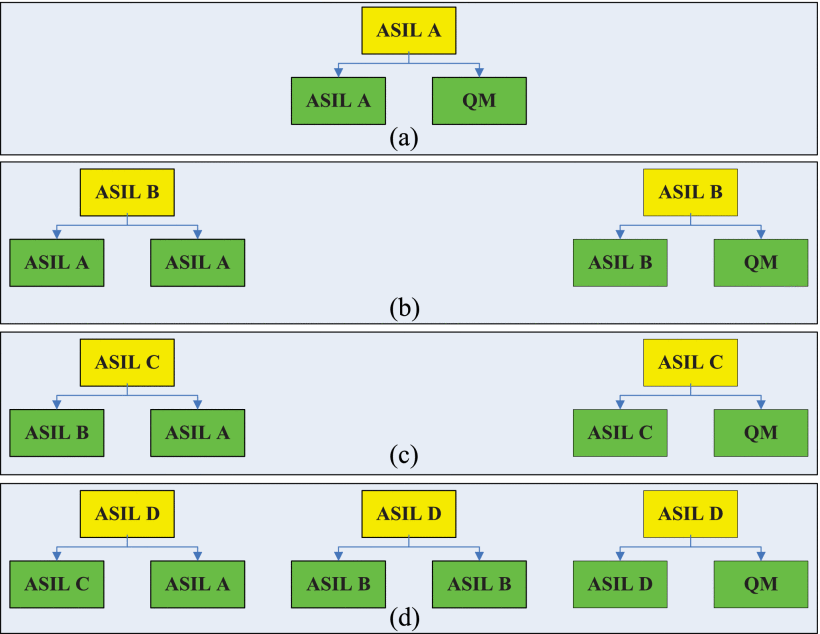 ASIL A
ASIL A QM
(a)
ASIL B ASIL B
ASIL A ASIL A ASIL B QM
(b)
ASIL C ASIL C
ASIL B ASIL A ASIL C QM
(c)
ASIL D ASIL D ASIL D
ASIL C ASIL A ASIL B ASIL B ASIL D QM
(d)